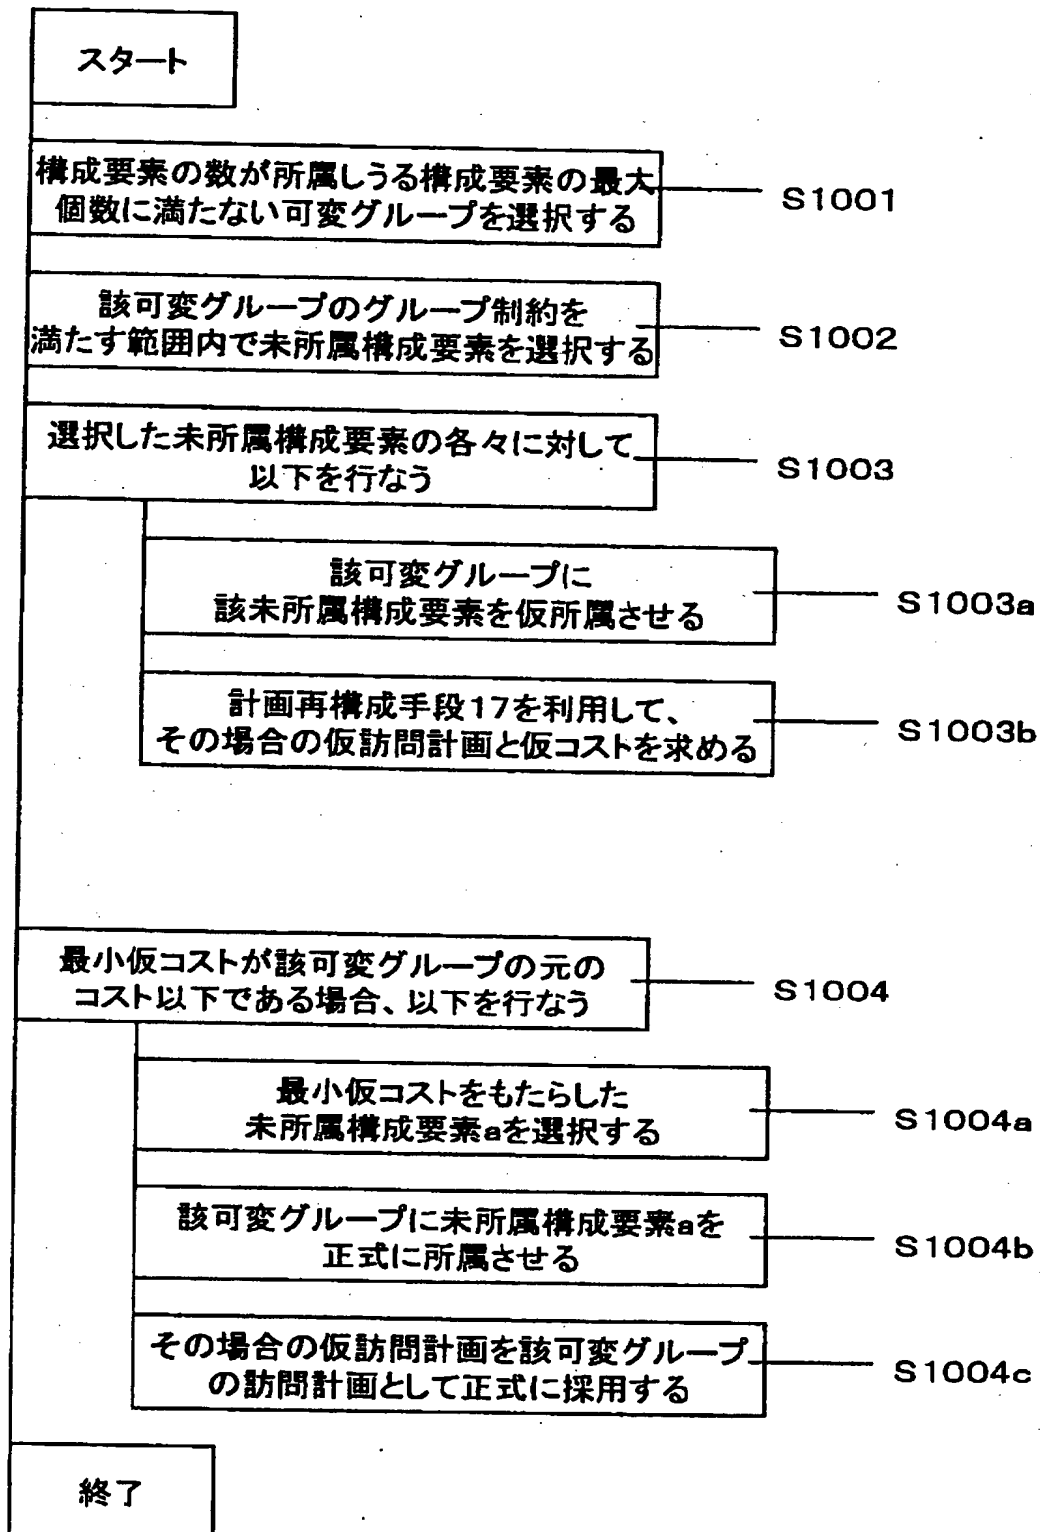 スタート
構成要素の数が所属しうる構成要素の最大
個数に満たない可変グループを選択する
S1001
該可変グループのグループ制約を
満たす範囲内で未所属構成要素を選択する
S1002
選択した未所属構成要素の各々に対して
以下を行なう
S1003
該可変グループに
該未所属構成要素を仮所属させる
S1003a
計画再構成手段17を利用して、
その場合の仮訪問計画と仮コストを求める
S1003b
最小仮コストが該可変グループの元の
コスト以下である場合、以下を行なう
S1004
最小仮コストをもたらした
未所属構成要素aを選択する
S1004a
該可変グループに未所属構成要素aを
正式に所属させる
S1004b
その場合の仮訪問計画を該可変グループ
の訪問計画として正式に採用する
S1004c
終了